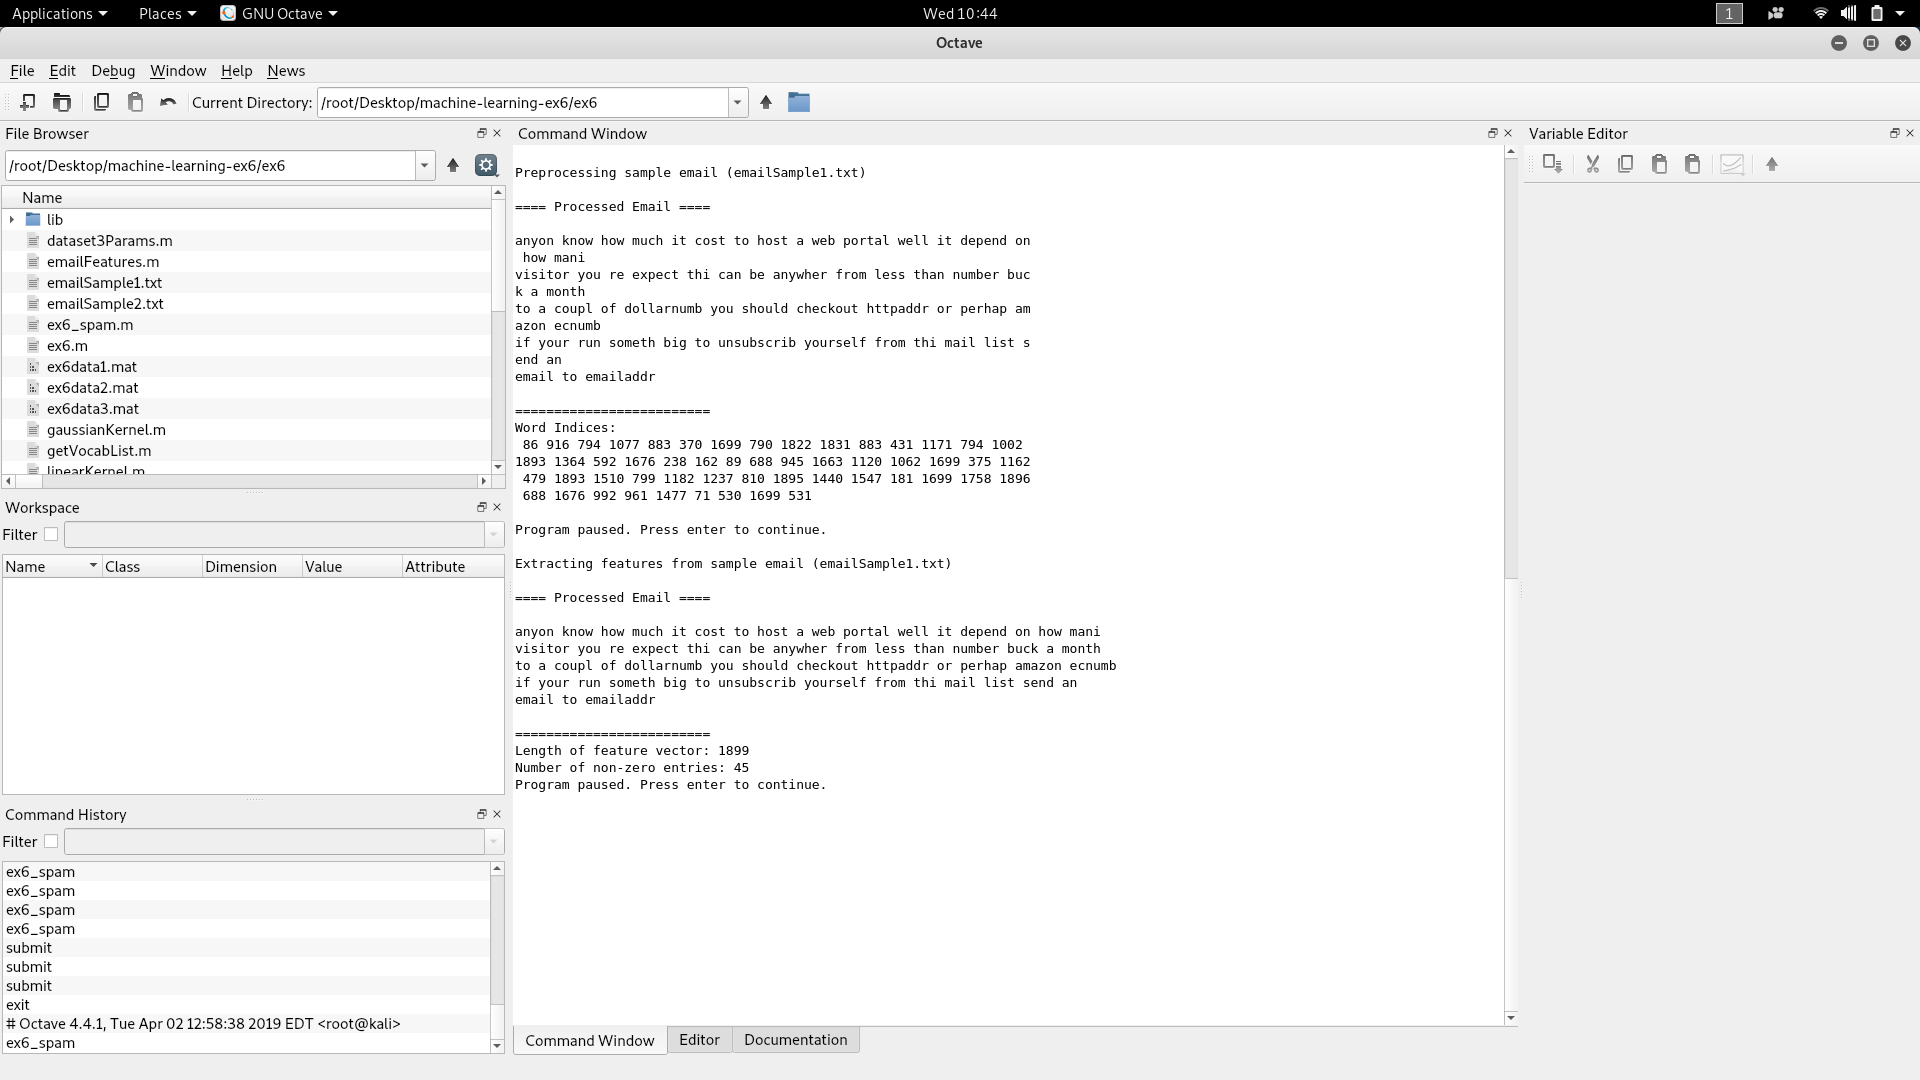 Applications Places GNU Octave Wed 10:44 1
Octave
File Edit Debug Window Help News
Current Directory: /root/Desktop/machine-learning-ex6/ex6
File Browser
/root/Desktop/machine-learning-ex6/ex6
Name
lib
dataset3Params.m
emailFeatures.m
emailSample1.txt
emailSample2.txt
ex6_spam.m
ex6.m
ex6data1.mat
ex6data2.mat
ex6data3.mat
gaussianKernel.m
getVocabList.m
linearKernel.m
Workspace
Filter
Name Class Dimension Value Attribute
Command History
Filter
ex6_spam
ex6_spam
ex6_spam
ex6_spam
submit
submit
submit
exit
# Octave 4.4.1, Tue Apr 02 12:58:38 2019 EDT <root@kali>
ex6_spam
Command Window
Preprocessing sample email (emailSample1.txt)
==== Processed Email ====
anyon know how much it cost to host a web portal well it depend on
how mani
visitor you re expect thi can be anywher from less than number buc
k a month
to a coupl of dollarnumb you should checkout httpaddr or perhap am
azon ecnumb
if your run someth big to unsubscrib yourself from thi mail list s
end an
email to emailaddr
=========================
Word Indices:
86 916 794 1077 883 370 1699 790 1822 1831 883 431 1171 794 1002
1893 1364 592 1676 238 162 89 688 945 1663 1120 1062 1699 375 1162
479 1893 1510 799 1182 1237 810 1895 1440 1547 181 1699 1758 1896
688 1676 992 961 1477 71 530 1699 531
Program paused. Press enter to continue.
Extracting features from sample email (emailSample1.txt)
==== Processed Email ====
anyon know how much it cost to host a web portal well it depend on how mani
visitor you re expect thi can be anywher from less than number buck a month
to a coupl of dollarnumb you should checkout httpaddr or perhap amazon ecnumb
if your run someth big to unsubscrib yourself from thi mail list send an
email to emailaddr
=========================
Length of feature vector: 1899
Number of non-zero entries: 45
Program paused. Press enter to continue.
Command Window Editor Documentation
Variable Editor